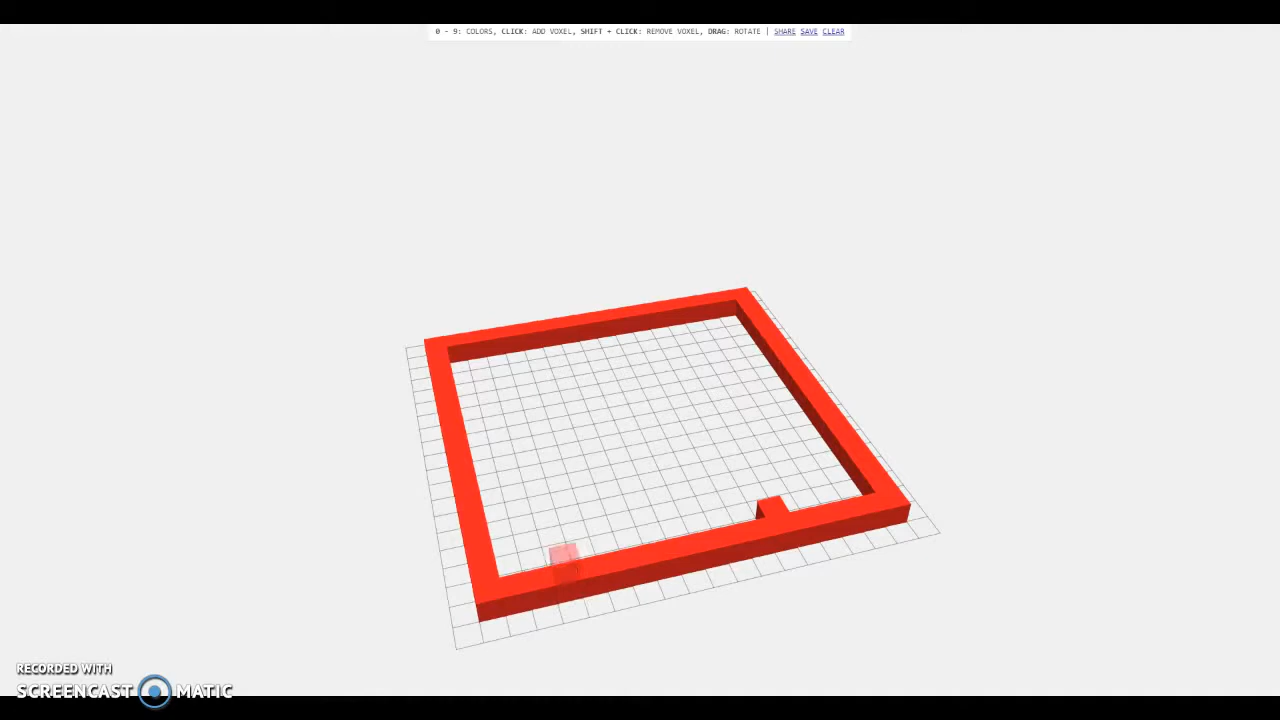 0 - 9: COLORS, CLICK: ADD VOXEL, SHIFT + CLICK: REMOVE VOXEL, DRAG: ROTATE | SHARE SAVE CLEAR
RECORDED WITH
SCREENCAST MATIC